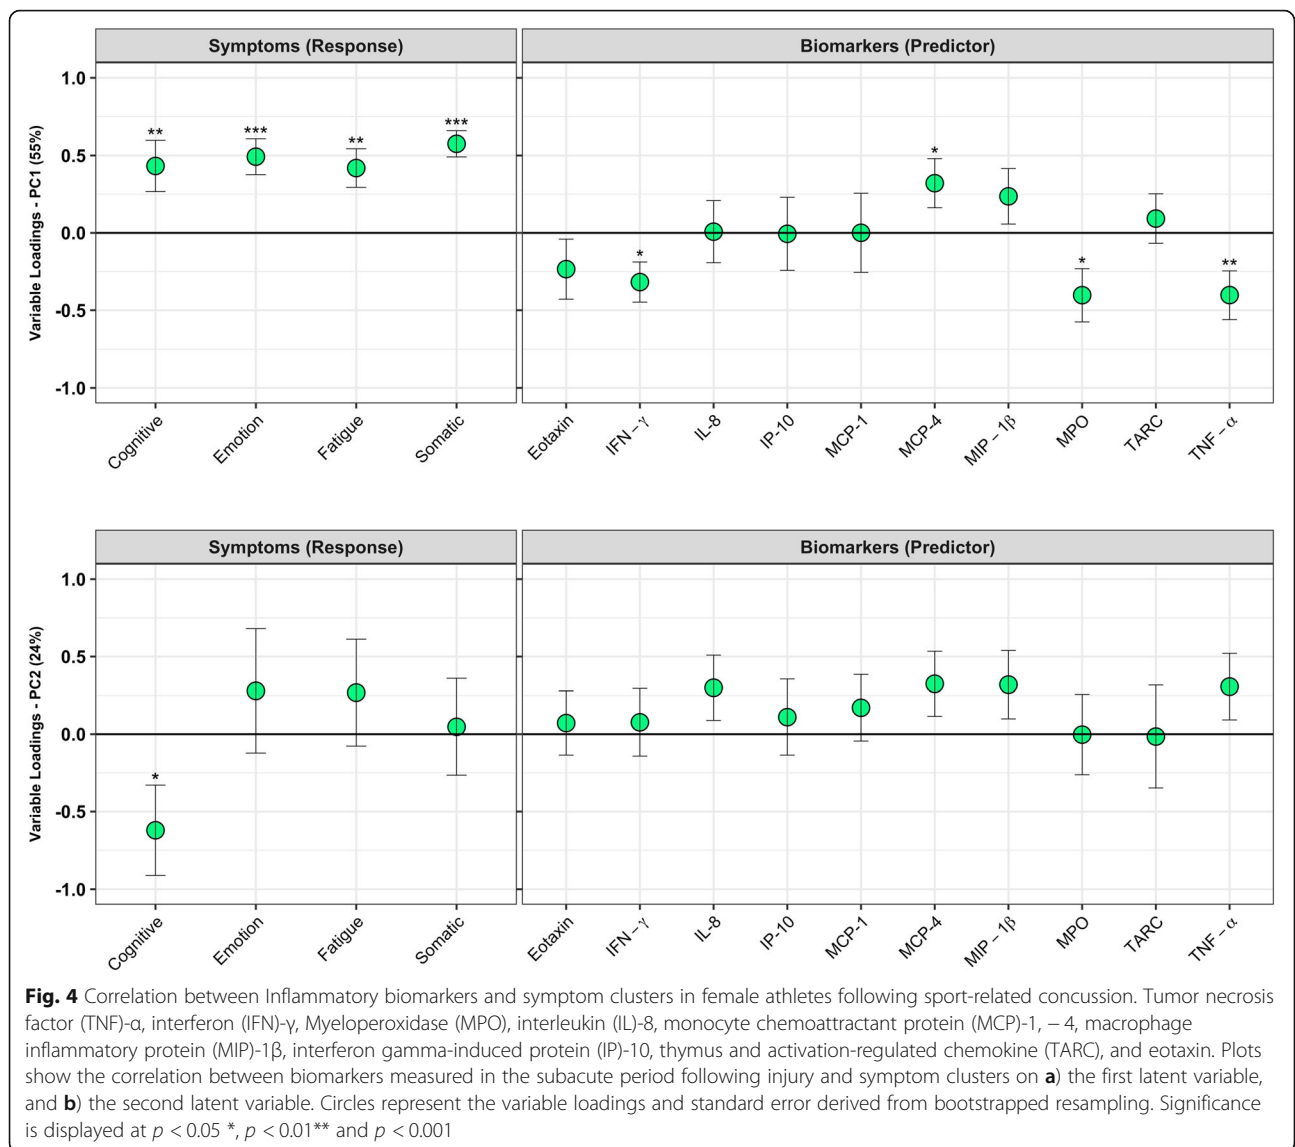 Symptoms (Response) Biomarkers (Predictor)
Variable Loadings - PC1 (55%)
1.0
0.5
0.0
-0.5
-1.0
** *** ** *** * * * **
Cognitive Emotion Fatigue Somatic Eotaxin IFN − γ IL-8 IP-10 MCP-1 MCP-4 MIP − 1β MPO TARC TNF − α
Symptoms (Response) Biomarkers (Predictor)
Variable Loadings - PC2 (24%)
1.0
0.5
0.0
-0.5
-1.0
*
Cognitive Emotion Fatigue Somatic Eotaxin IFN − γ IL-8 IP-10 MCP-1 MCP-4 MIP − 1β MPO TARC TNF − α
Fig. 4 Correlation between Inflammatory biomarkers and symptom clusters in female athletes following sport-related concussion. Tumor necrosis
factor (TNF)-α, interferon (IFN)-γ, Myeloperoxidase (MPO), interleukin (IL)-8, monocyte chemoattractant protein (MCP)-1, − 4, macrophage
inflammatory protein (MIP)-1β, interferon gamma-induced protein (IP)-10, thymus and activation-regulated chemokine (TARC), and eotaxin. Plots
show the correlation between biomarkers measured in the subacute period following injury and symptom clusters on a) the first latent variable,
and b) the second latent variable. Circles represent the variable loadings and standard error derived from bootstrapped resampling. Significance
is displayed at p < 0.05 *, p < 0.01** and p < 0.001